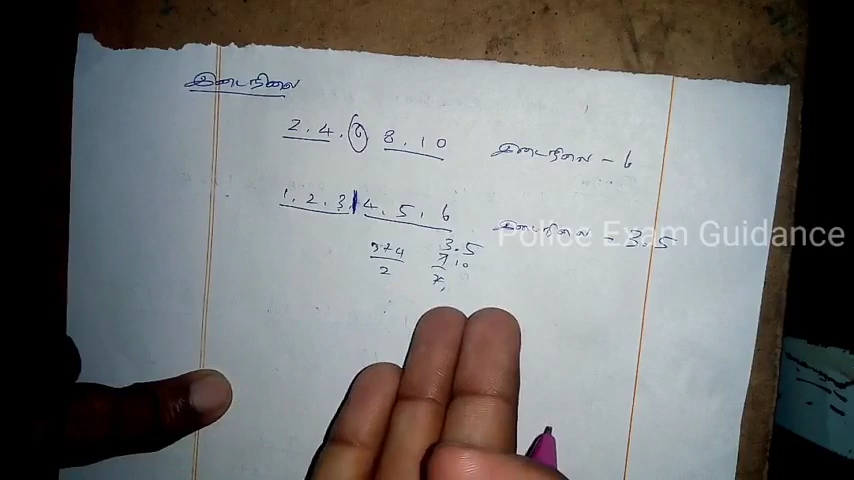 இடைநிலை
2.4.6 8.10 இடைநிலை - 6
1.2.3.4.5.6 இடைநிலை - 3.5
Police Exam Guidance
3+4 3.5
2